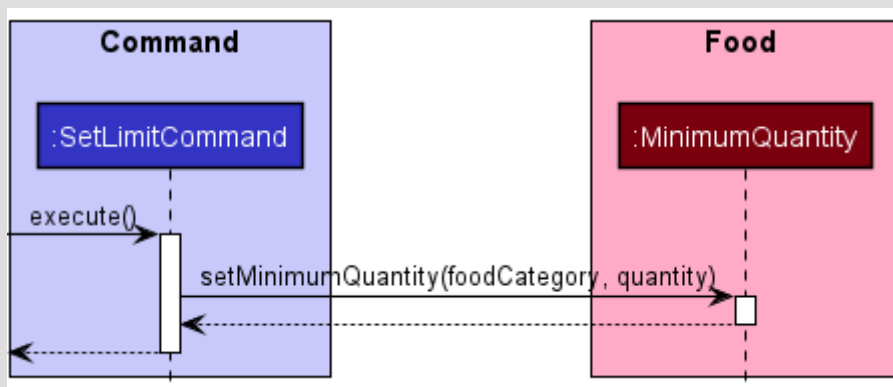 Command
Food
:SetLimitCommand
:MinimumQuantity
execute()
setMinimumQuantity(foodCategory, quantity)